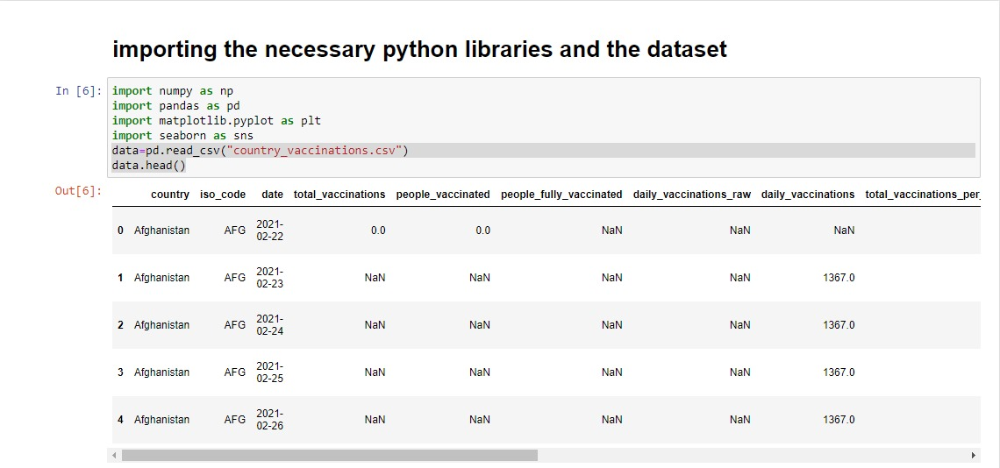 importing the necessary python libraries and the dataset
In [6]:
import numpy as np
import pandas as pd
import matplotlib.pyplot as plt
import seaborn as sns
data=pd.read_csv("country_vaccinations.csv")
data.head()
Out[6]:
country iso_code date total_vaccinations people_vaccinated people_fully_vaccinated daily_vaccinations_raw daily_vaccinations total_vaccinations_per_
0 Afghanistan AFG 2021-02-22 0.0 0.0 NaN NaN NaN
1 Afghanistan AFG 2021-02-23 NaN NaN NaN NaN 1367.0
2 Afghanistan AFG 2021-02-24 NaN NaN NaN NaN 1367.0
3 Afghanistan AFG 2021-02-25 NaN NaN NaN NaN 1367.0
4 Afghanistan AFG 2021-02-26 NaN NaN NaN NaN 1367.0